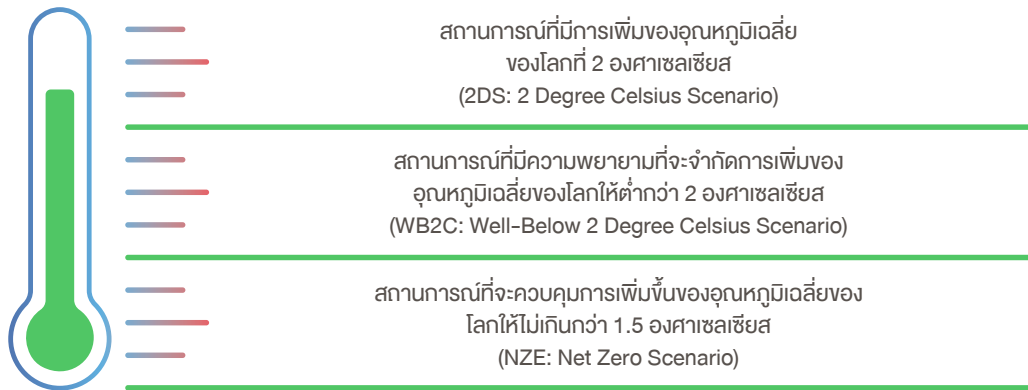 สถานการณ์ที่มีการเพิ่มของอุณหภูมิเฉลี่ย
ของโลกที่ 2 องศาเซลเซียส
(2DS: 2 Degree Celsius Scenario)
สถานการณ์ที่มีความพยายามที่จะจำกัดการเพิ่มของ
อุณหภูมิเฉลี่ยของโลกให้ต่ำกว่า 2 องศาเซลเซียส
(WB2C: Well-Below 2 Degree Celsius Scenario)
สถานการณ์ที่จะควบคุมการเพิ่มขึ้นของอุณหภูมิเฉลี่ยของ
โลกให้ไม่เกินกว่า 1.5 องศาเซลเซียส
(NZE: Net Zero Scenario)